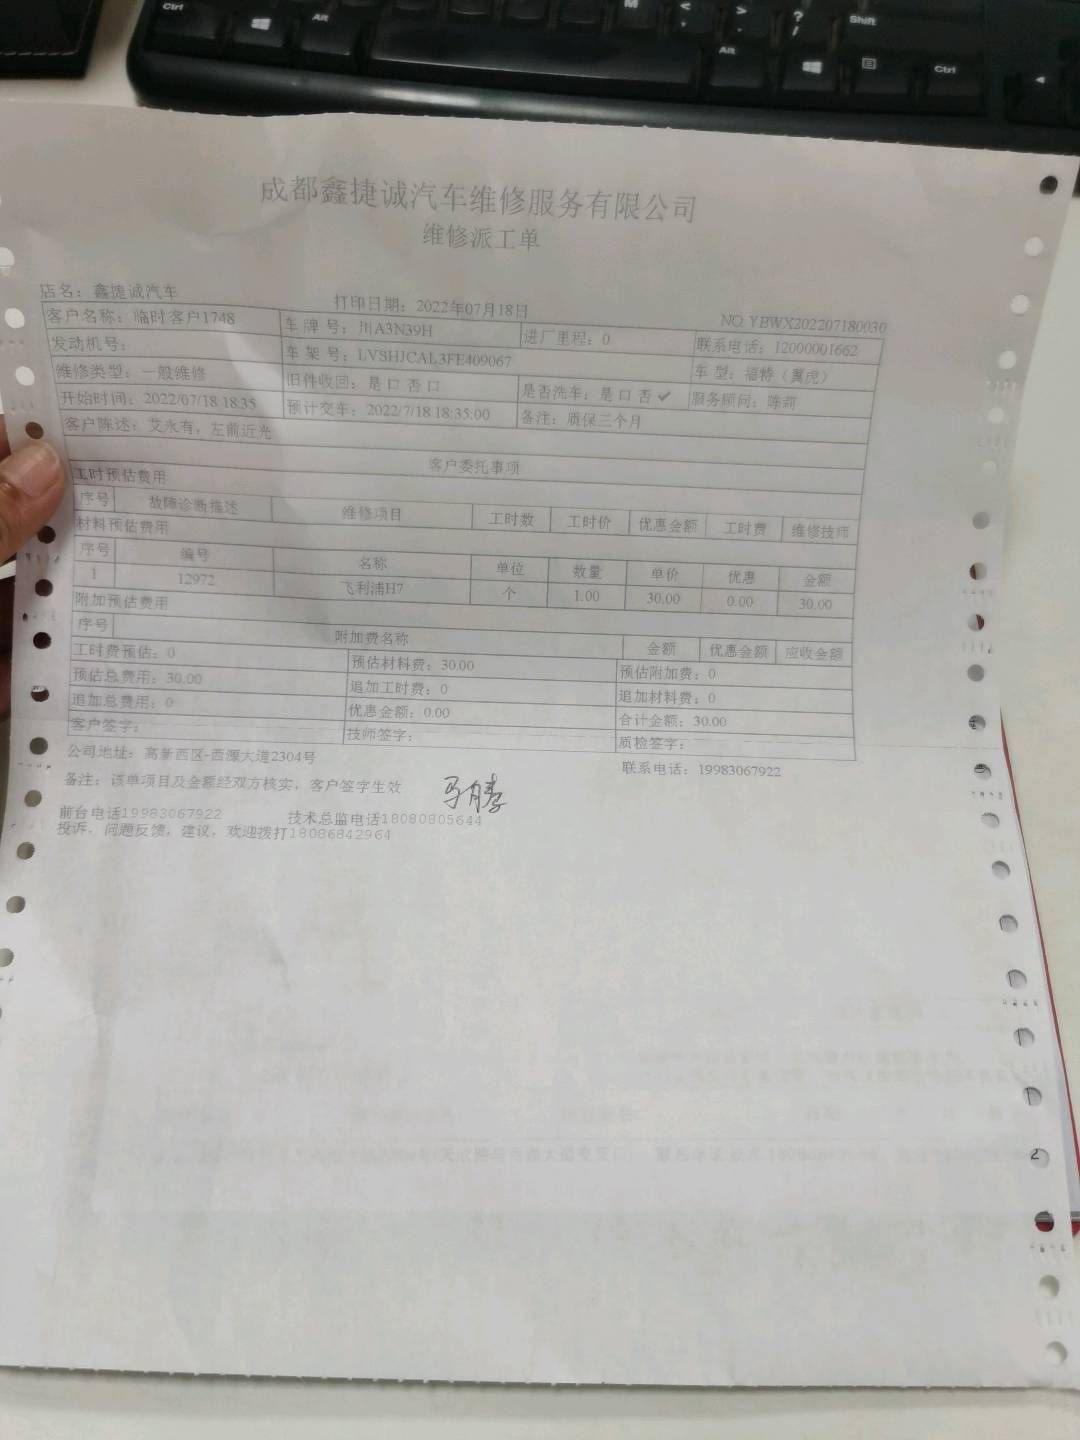 成都鑫捷诚汽车维修服务有限公司
维修派工单
店名：鑫捷诚汽车 打印日期：2022年07月18日 NO YBWX202207180030
客户名称：临时客户1748 车 牌 号：川A3N39H 进厂里程：0 联系电话：12000001662
发动机号： 车 架 号：LVSHJCAL3FE409067 车 型：福特（翼虎）
维修类型：一般维修 旧件收回：是 口 否 口 是否洗车：是 口 否 ✓ 服务顾问：陈莉
开始时间：2022/07/18 18:35 预计交车：2022/7/18 18:35:00 备注：质保三个月
客户陈述：艾永有，左前近光
客户委托事项
工时预估费用
序号 故障诊断描述 维修项目 工时数 工时价 优惠金额 工时费 维修技师
材料预估费用
序号 编号 名称 单位 数量 单价 优惠 金额
1 12972 飞利浦H7 个 1.00 30.00 0.00 30.00
附加预估费用
序号 附加费名称 金额 优惠金额 应收金额
工时费预估：0 预估材料费：30.00 预估附加费：0
预估总费用：30.00 追加工时费：0 追加材料费：0
追加总费用：0 优惠金额：0.00 合计金额：30.00
客户签字： 技师签字： 质检签字：
公司地址：高新西区-西源大道2304号 联系电话：19983067922
备注：该单项目及金额经双方核实，客户签字生效
前台电话19983067922 技术总监电话18080805644
投诉，问题反馈，建议，欢迎拨打18086842964
Ctrl Alt M < , > . ? / Shift
Alt Ctrl